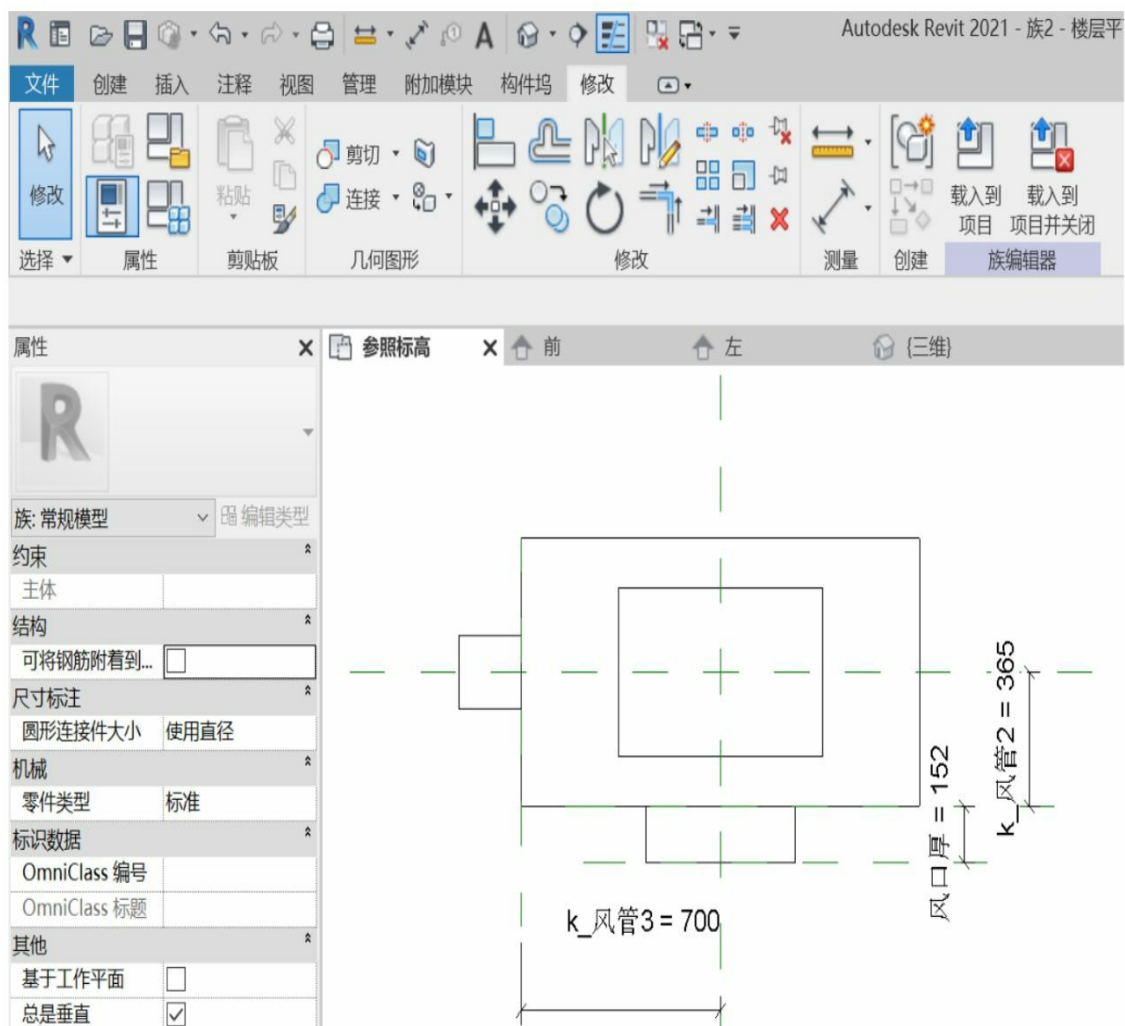 Autodesk Revit 2021 - 族2 - 楼层平
文件 创建 插入 注释 视图 管理 附加模块 构件坞 修改
修改 粘贴 剪切 连接 载入到项目 载入到项目并关闭
选择 属性 剪贴板 几何图形 修改 测量 创建 族编辑器
属性 参照标高 前 左 {三维}
R
族: 常规模型 编辑类型
约束
主体
结构
可将钢筋附着到...
尺寸标注
圆形连接件大小 使用直径
机械
零件类型 标准
标识数据
OmniClass 编号
OmniClass 标题
其他
基于工作平面
总是垂直
k_风管2 = 365
风口厚 = 152
k_风管3 = 700